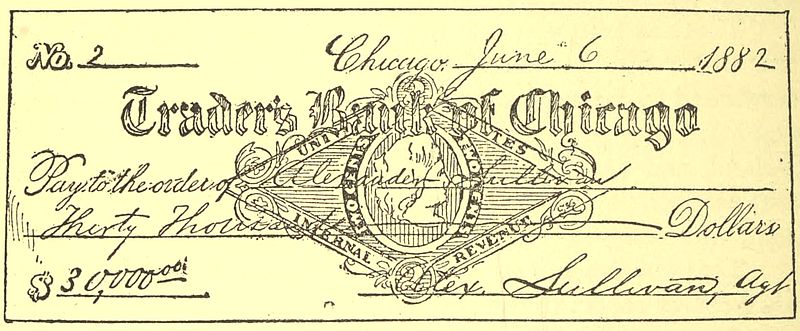 No. 2 Chicago, June 6 1882
Trader's Bank of Chicago
UNITED STATES
Pay to the order of Alexander Sullivan
Therty Thousand Dollars
INTERNAL REVENUE
$30,000.00 Alex. Sullivan, Agt